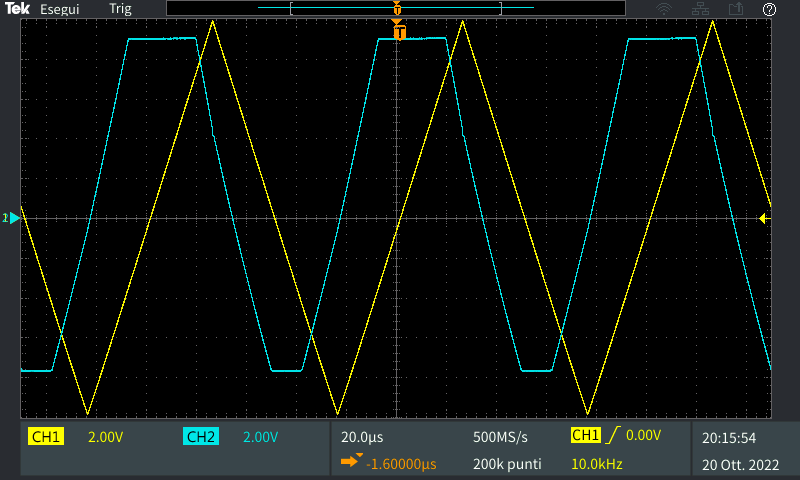 Tek Esegui Trig
T
T
CH1 2.00V CH2 2.00V 20.0µs 500MS/s CH1 0.00V 20:15:54
-1.60000µs 200k punti 10.0kHz 20 Ott. 2022